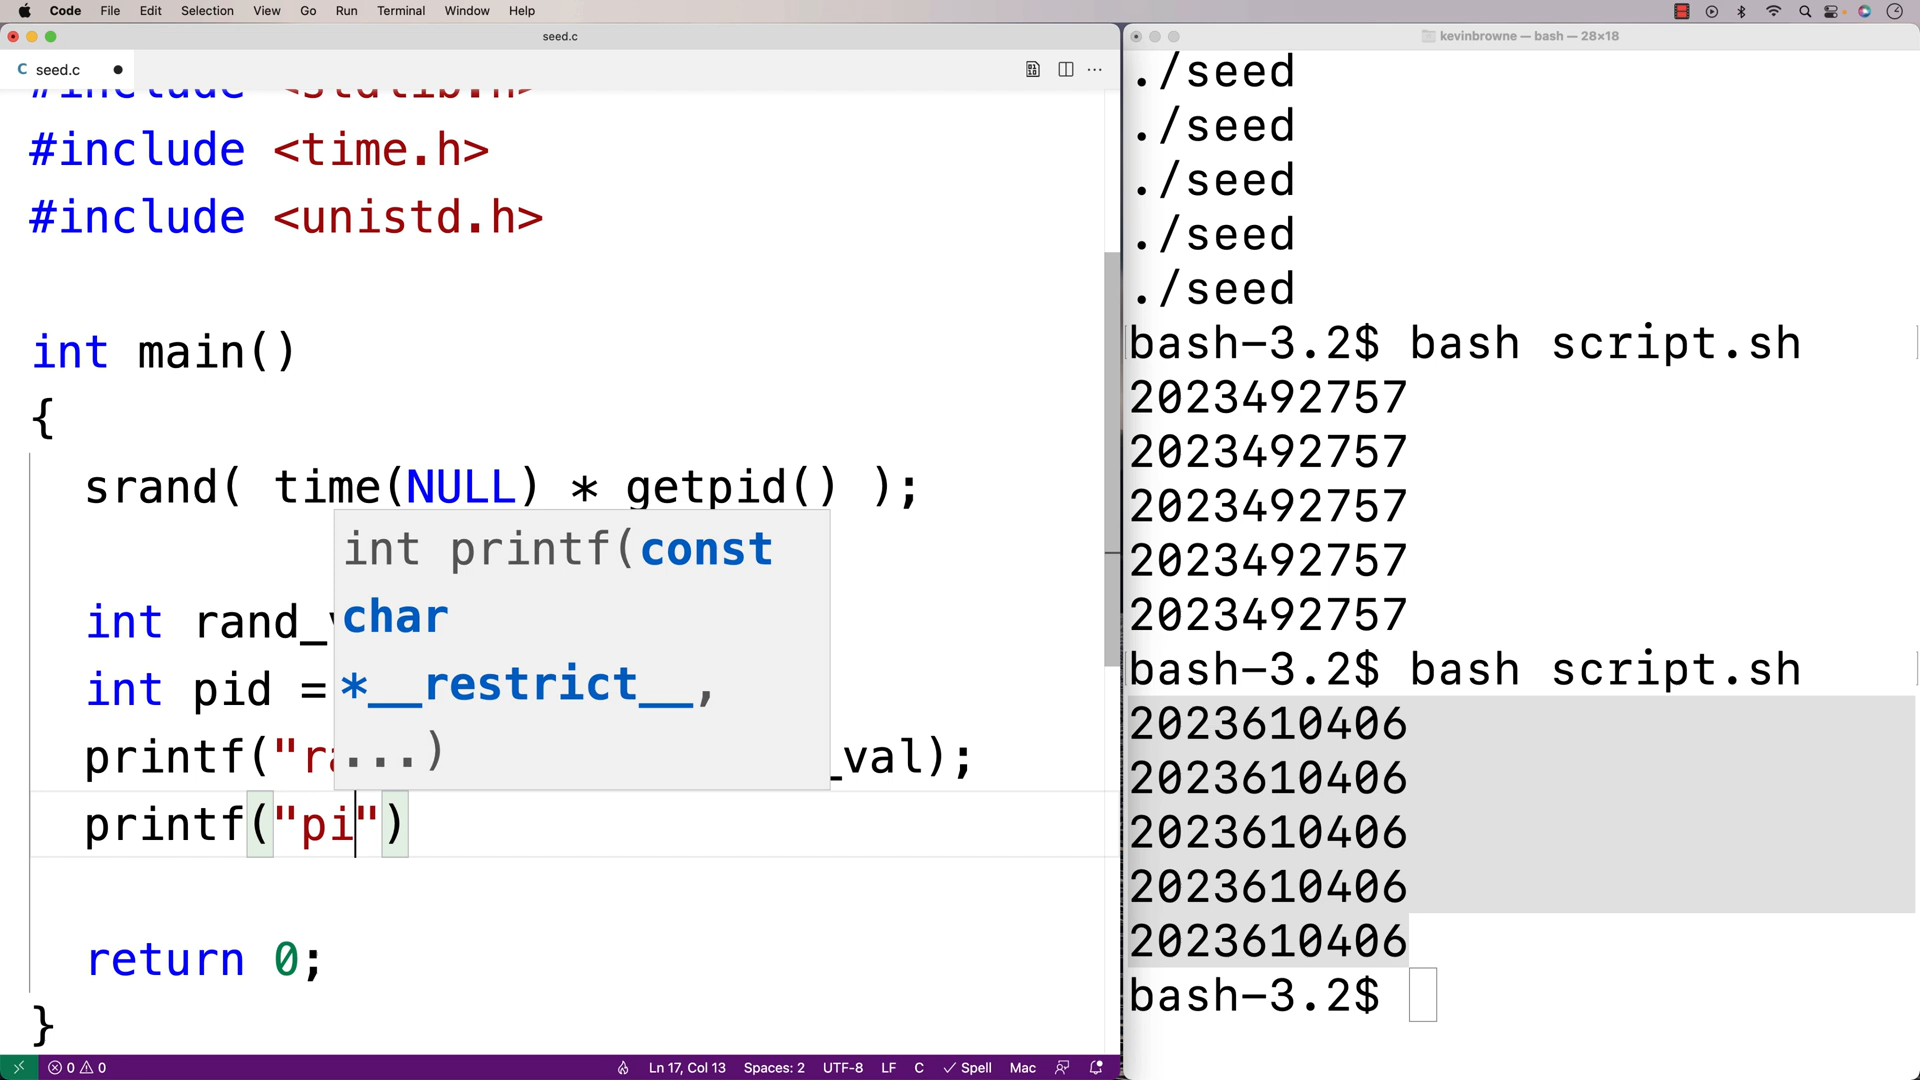 Code File Edit Selection View Go Run Terminal Window Help
seed.c
C seed.c
#include <stdlib.h>
#include <time.h>
#include <unistd.h>
int main()
{
srand( time(NULL) * getpid() );
int printf(const
char
*__restrict__,
...)
int rand_
int pid =
printf("ra _val);
printf("pi")
return 0;
}
0 0 Ln 17, Col 13 Spaces: 2 UTF-8 LF C Spell Mac
kevinbrowne — bash — 28×18
./seed
./seed
./seed
./seed
./seed
bash-3.2$ bash script.sh
2023492757
2023492757
2023492757
2023492757
2023492757
bash-3.2$ bash script.sh
2023610406
2023610406
2023610406
2023610406
2023610406
bash-3.2$